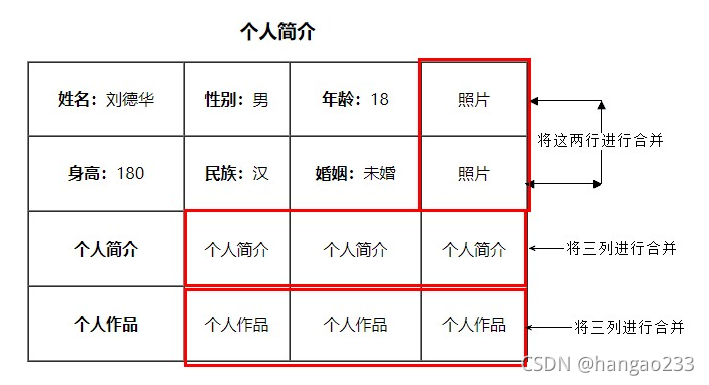 个人简介
姓名：刘德华 性别：男 年龄：18 照片
将这两行进行合并
身高：180 民族：汉 婚姻：未婚 照片
个人简介 个人简介 个人简介 个人简介 将三列进行合并
个人作品 个人作品 个人作品 个人作品 将三列进行合并
CSDN @hangao233